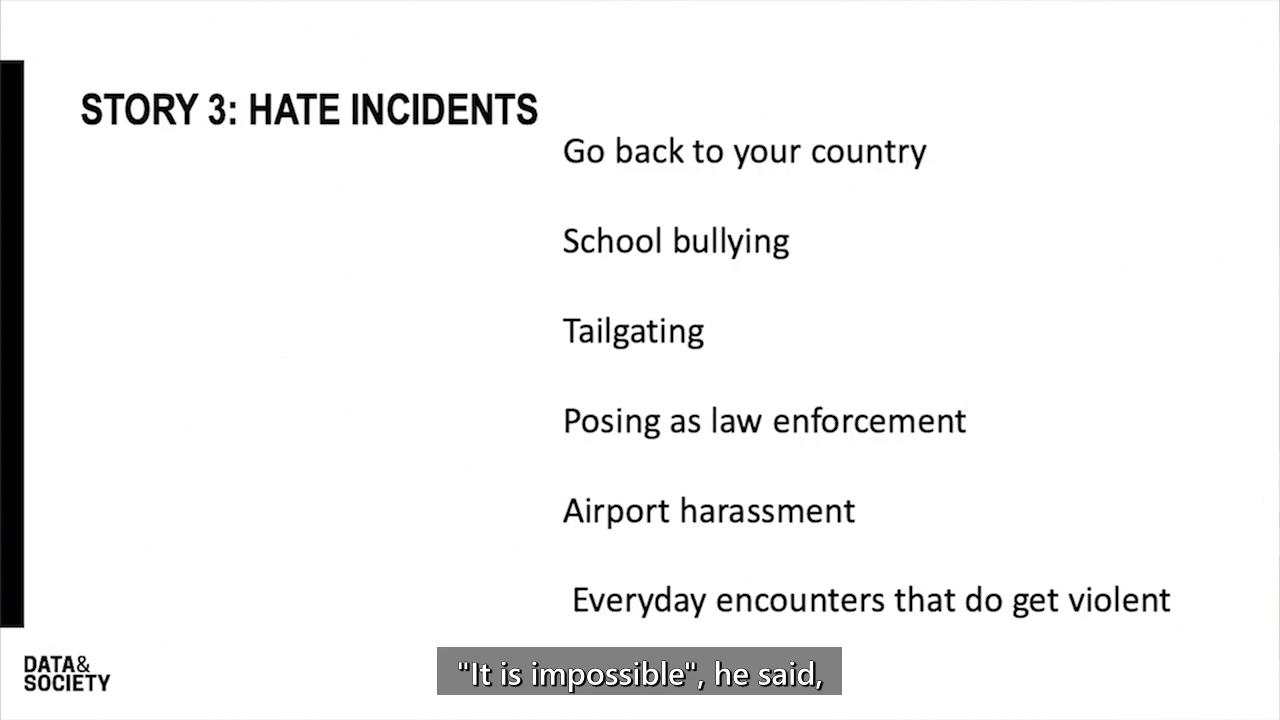 STORY 3: HATE INCIDENTS
Go back to your country
School bullying
Tailgating
Posing as law enforcement
Airport harassment
Everyday encounters that do get violent
DATA&
SOCIETY
"It is impossible", he said,